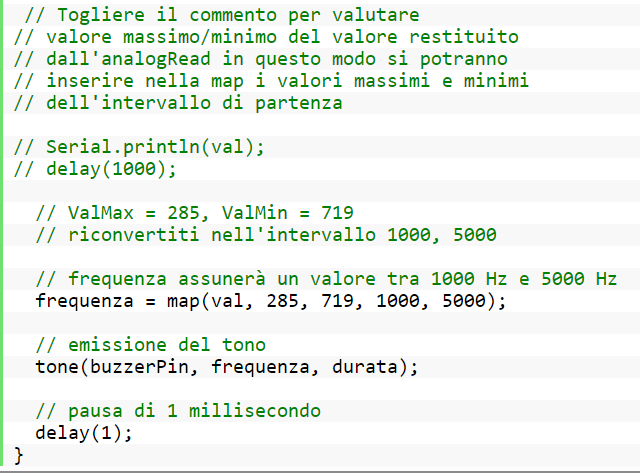 // Togliere il commento per valutare
// valore massimo/minimo del valore restituito
// dall'analogRead in questo modo si potranno
// inserire nella map i valori massimi e minimi
// dell'intervallo di partenza
// Serial.println(val);
// delay(1000);
// ValMax = 285, ValMin = 719
// riconvertiti nell'intervallo 1000, 5000
// frequenza assunerà un valore tra 1000 Hz e 5000 Hz
frequenza = map(val, 285, 719, 1000, 5000);
// emissione del tono
tone(buzzerPin, frequenza, durata);
// pausa di 1 millisecondo
delay(1);
}